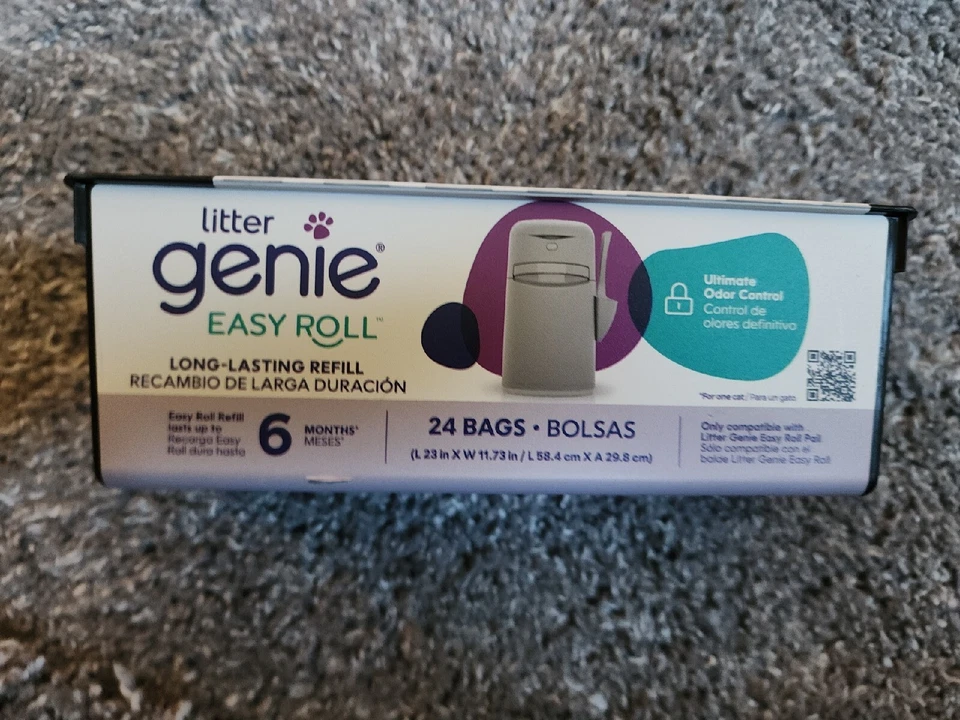 litter
genie®
EASY ROLL™
LONG-LASTING REFILL
RECAMBIO DE LARGA DURACIÓN
Ultimate
Odor Control
Control de
olores definitivo
*For one cat / Para un gato
Easy Roll Refill
lasts up to
Recarga Easy
Roll dura hasta
6
MONTHS*
MESES*
24 BAGS • BOLSAS
(L 23 in X W 11.73 in / L 58.4 cm X A 29.8 cm)
Only compatible with
Litter Genie Easy Roll Pail
Sólo compatible con el
balde Litter Genie Easy Roll